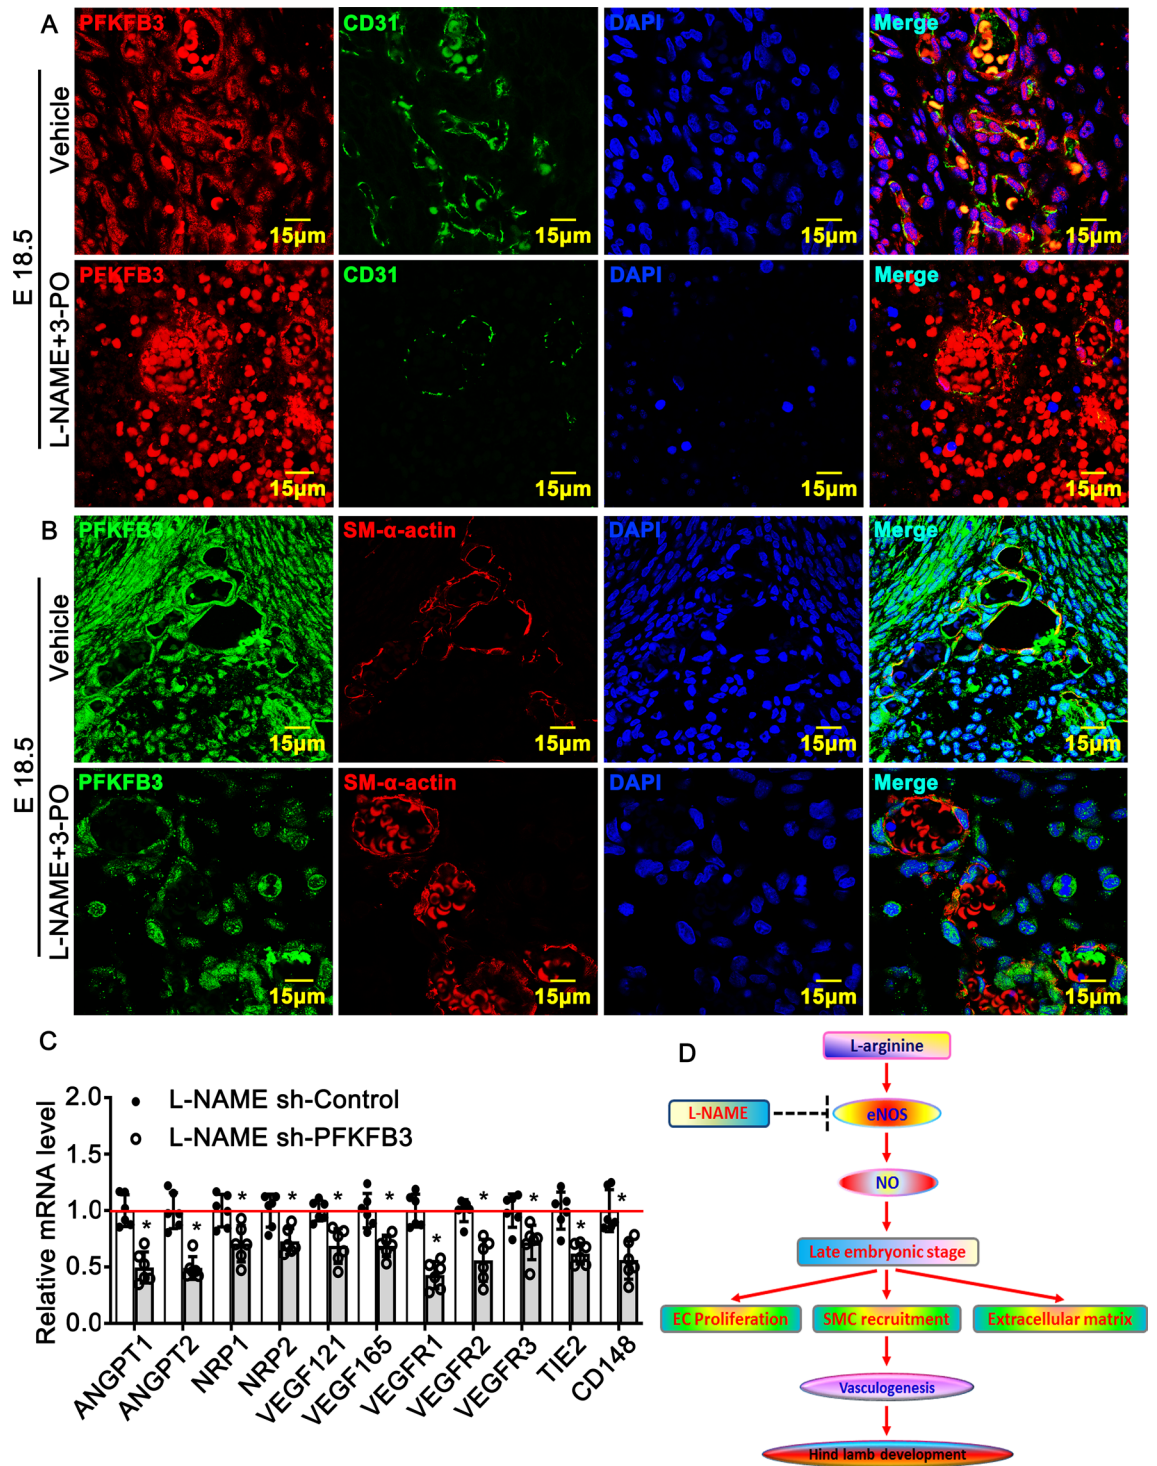 A
PFKFB3 CD31 DAPI Merge
15μm 15μm 15μm 15μm
Vehicle
PFKFB3 CD31 DAPI Merge
15μm 15μm 15μm 15μm
L-NAME+3-PO
E 18.5
B
PFKFB3 SM-α-actin DAPI Merge
15μm 15μm 15μm 15μm
Vehicle
PFKFB3 SM-α-actin DAPI Merge
15μm 15μm 15μm 15μm
L-NAME+3-PO
E 18.5
C
L-NAME sh-Control
L-NAME sh-PFKFB3
Relative mRNA level
2.0
1.5
1.0
0.5
0.0
* * * * * * * * * * *
ANGPT1 ANGPT2 NRP1 NRP2 VEGF121 VEGF165 VEGFR1 VEGFR2 VEGFR3 TIE2 CD148
D
L-arginine
L-NAME eNOS
NO
Late embryonic stage
EC Proliferation SMC recruitment Extracellular matrix
Vasculogenesis
Hind lamb development